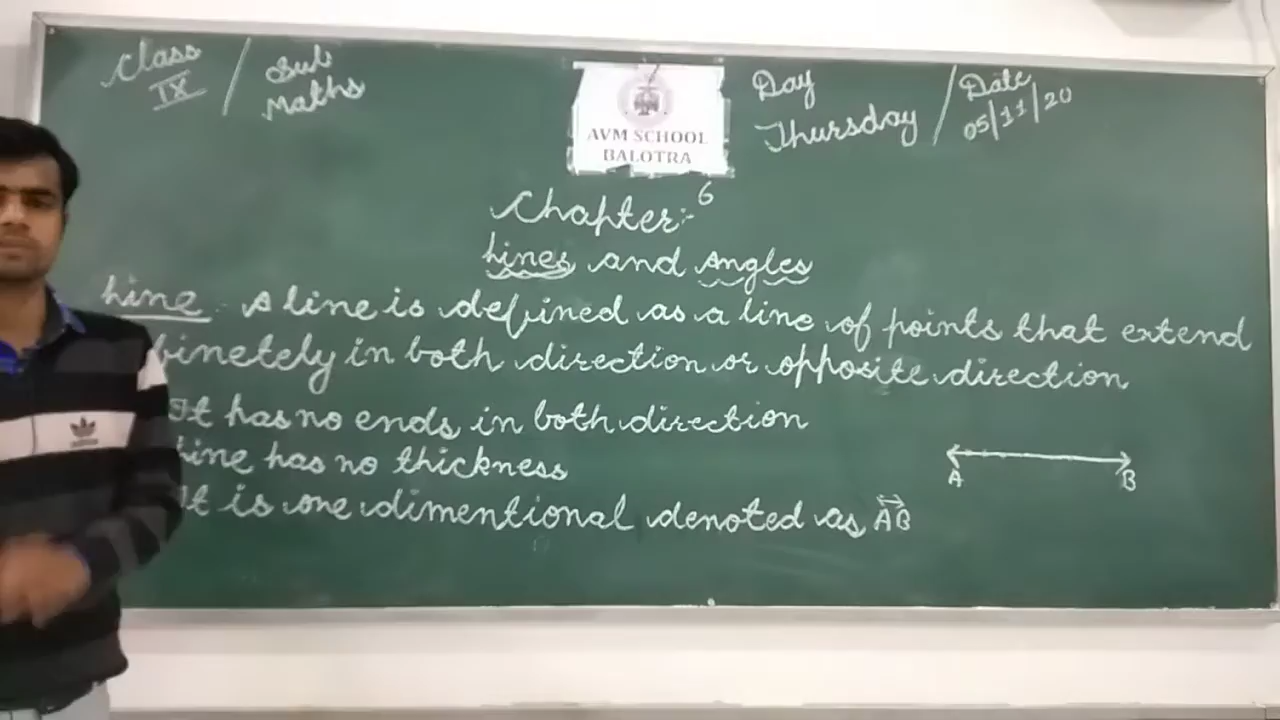 Class IX / Sub Maths
AVM SCHOOL
BALOTRA
Day Thursday / Date 05/11/20
Chapter:- 6
Lines and Angles
Line A line is defined as a line of points that extend
finetely in both direction or opposite direction
It has no ends in both direction
Line has no thickness
It is one dimentional denoted as AB
A B